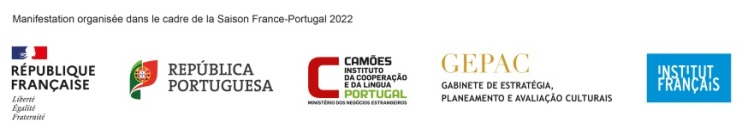 Manifestation organisée dans le cadre de la Saison France-Portugal 2022
RÉPUBLIQUE
FRANÇAISE
Liberté
Égalité
Fraternité
REPÚBLICA
PORTUGUESA
CAMÕES
INSTITUTO
DA COOPERAÇÃO
E DA LÍNGUA
PORTUGAL
MINISTÉRIO DOS NEGÓCIOS ESTRANGEIROS
GEPAC
GABINETE DE ESTRATÉGIA,
PLANEAMENTO E AVALIAÇÃO CULTURAIS
INSTITUT
FRANÇAIS